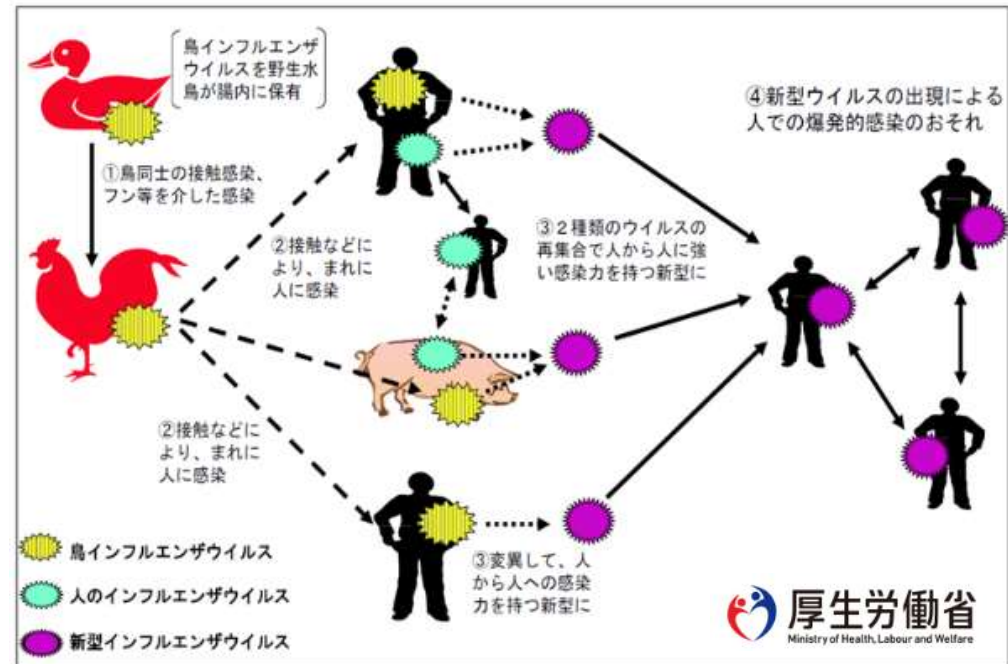 鳥インフルエンザ
ウイルスを野生水
鳥が腸内に保有
①鳥同士の接触感染、
フン等を介した感染
②接触などに
より、まれに
人に感染
②接触などに
より、まれに
人に感染
③２種類のウイルスの
再集合で人から人に強
い感染力を持つ新型に
③変異して、人
から人への感染
力を持つ新型に
④新型ウイルスの出現による
人での爆発的感染のおそれ
鳥インフルエンザウイルス
人のインフルエンザウイルス
新型インフルエンザウイルス
厚生労働省
Ministry of Health, Labour and Welfare